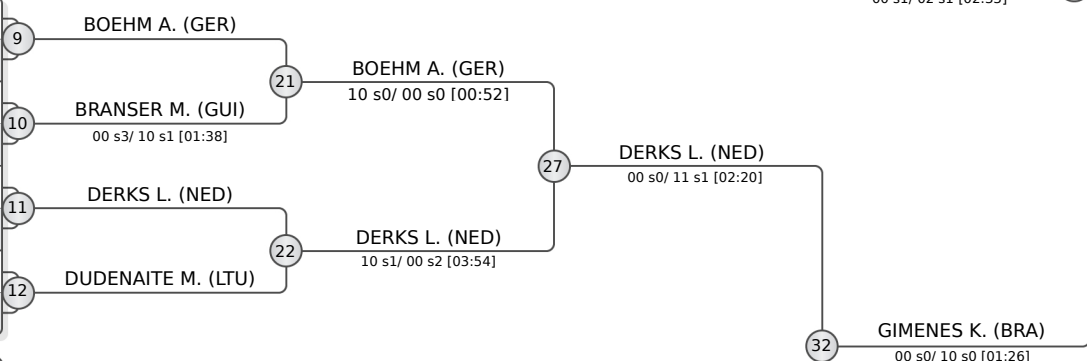 9
BOEHM A. (GER)
21
BOEHM A. (GER)
10 s0/ 00 s0 [00:52]
10
BRANSER M. (GUI)
00 s3/ 10 s1 [01:38]
27
DERKS L. (NED)
00 s0/ 11 s1 [02:20]
11
DERKS L. (NED)
22
DERKS L. (NED)
10 s1/ 00 s2 [03:54]
12
DUDENAITE M. (LTU)
32
GIMENES K. (BRA)
00 s0/ 10 s0 [01:26]